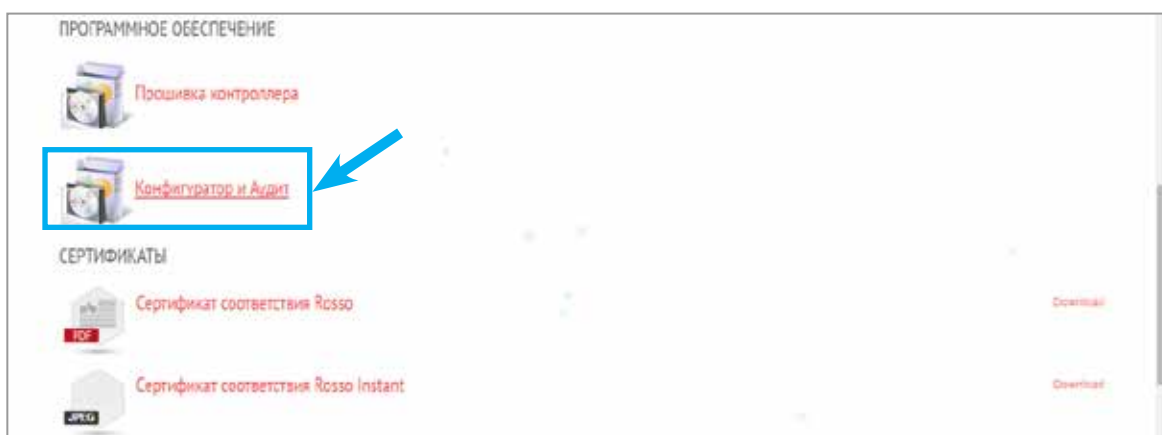 ПРОГРАММНОЕ ОБЕСПЕЧЕНИЕ
Прошивка контроллера
Конфигуратор и Аудит
СЕРТИФИКАТЫ
Сертификат соответствия Rosso
Download
PDF
Сертификат соответствия Rosso Instant
Download
JPEG